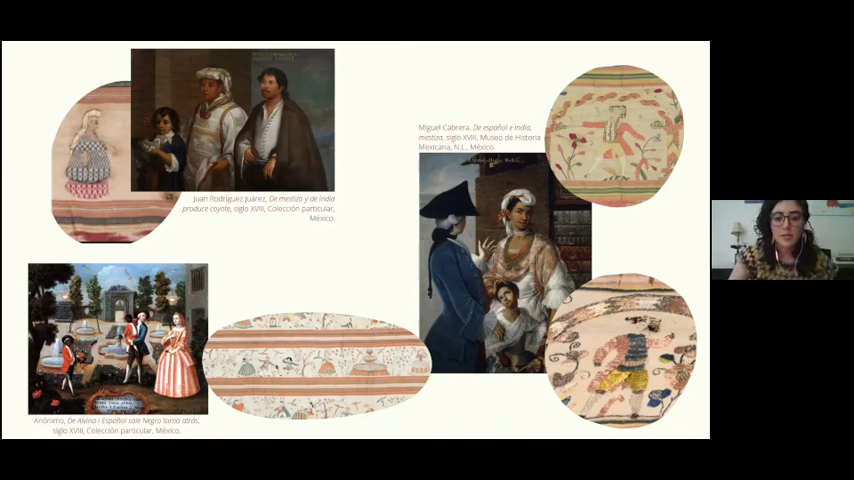 Juan Rodríguez Juárez, De mestiza y de india
produce coyote, siglo XVIII, Colección particular,
México.
Miguel Cabrera, De español e india,
mestiza, siglo XVIII, Museo de Historia
Mexicana, N.L., México.
Anónimo, De Alvina i Español sale Negro torna atrás,
siglo XVIII, Colección particular, México.